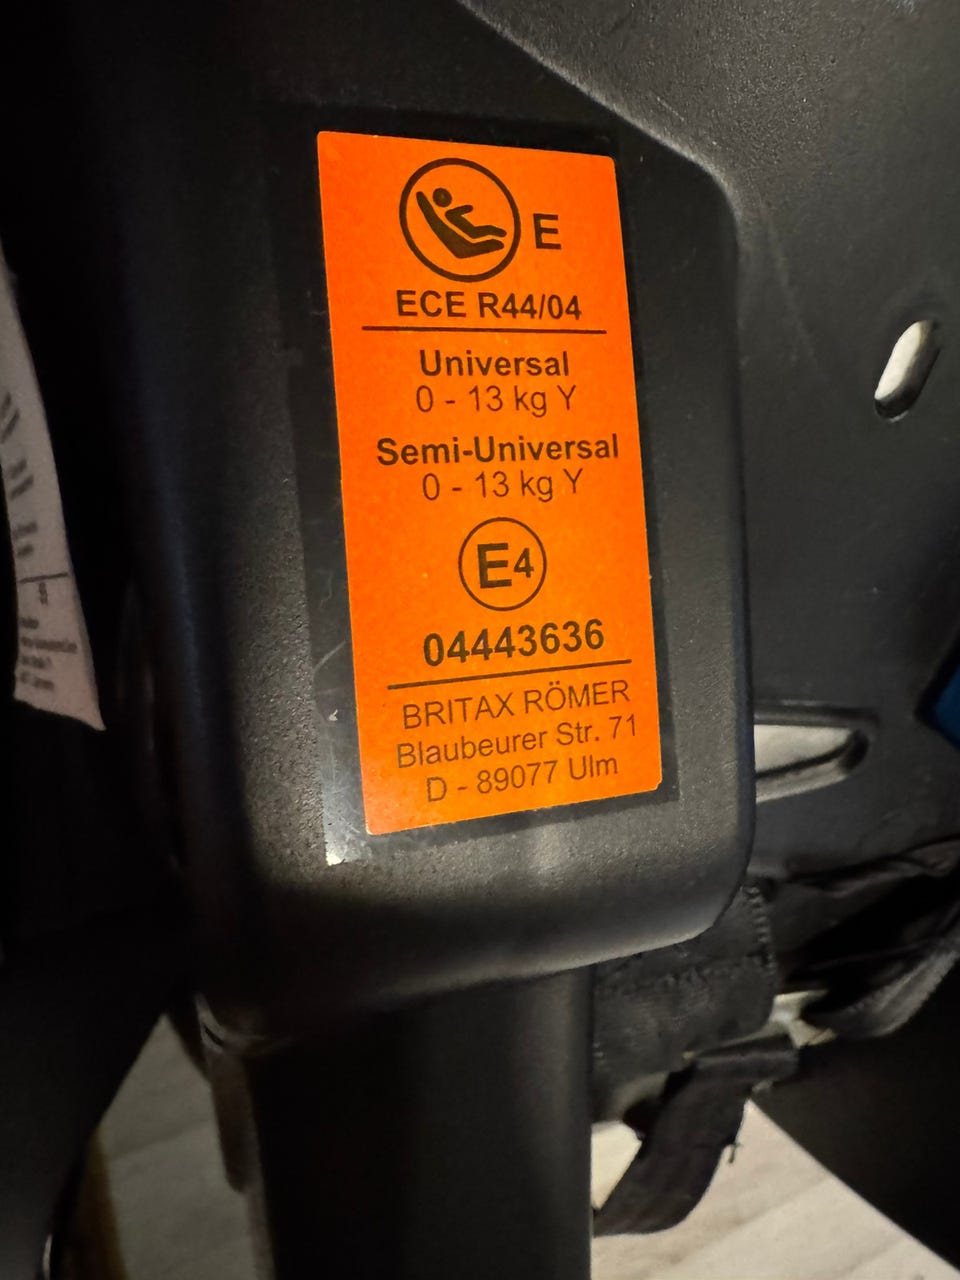 E
ECE R44/04
Universal
0 - 13 kg Y
Semi-Universal
0 - 13 kg Y
E4
04443636
BRITAX RÖMER
Blaubeurer Str. 71
D - 89077 Ulm